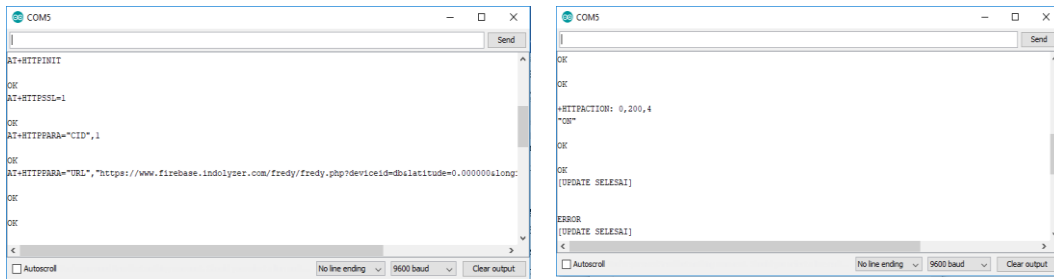 COM5
Send
AT+HTTPINIT
OK
AT+HTTPSSL=1
OK
AT+HTTPPARA="CID",1
OK
AT+HTTPPARA="URL","https://www.firebase.indolyzer.com/fredy/fredy.php?deviceid=db&latitude=0.000000&long
OK
OK
Autoscroll
No line ending
9600 baud
Clear output
COM5
Send
OK
OK
+HTTPACTION: 0,200,4
"ON"
OK
OK
[UPDATE SELESAI]
ERROR
[UPDATE SELESAI]
Autoscroll
No line ending
9600 baud
Clear output